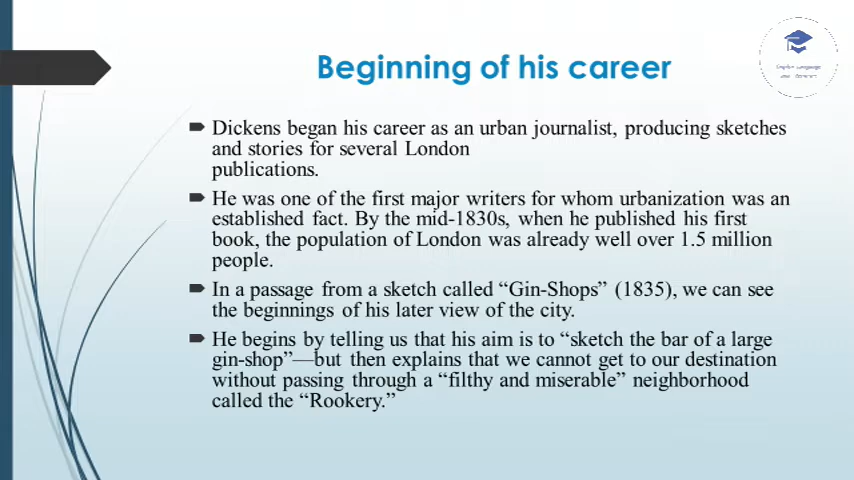 Beginning of his career
Dickens began his career as an urban journalist, producing sketches
and stories for several London
publications.
He was one of the first major writers for whom urbanization was an
established fact. By the mid-1830s, when he published his first
book, the population of London was already well over 1.5 million
people.
In a passage from a sketch called “Gin-Shops” (1835), we can see
the beginnings of his later view of the city.
He begins by telling us that his aim is to “sketch the bar of a large
gin-shop”—but then explains that we cannot get to our destination
without passing through a “filthy and miserable” neighborhood
called the “Rookery.”